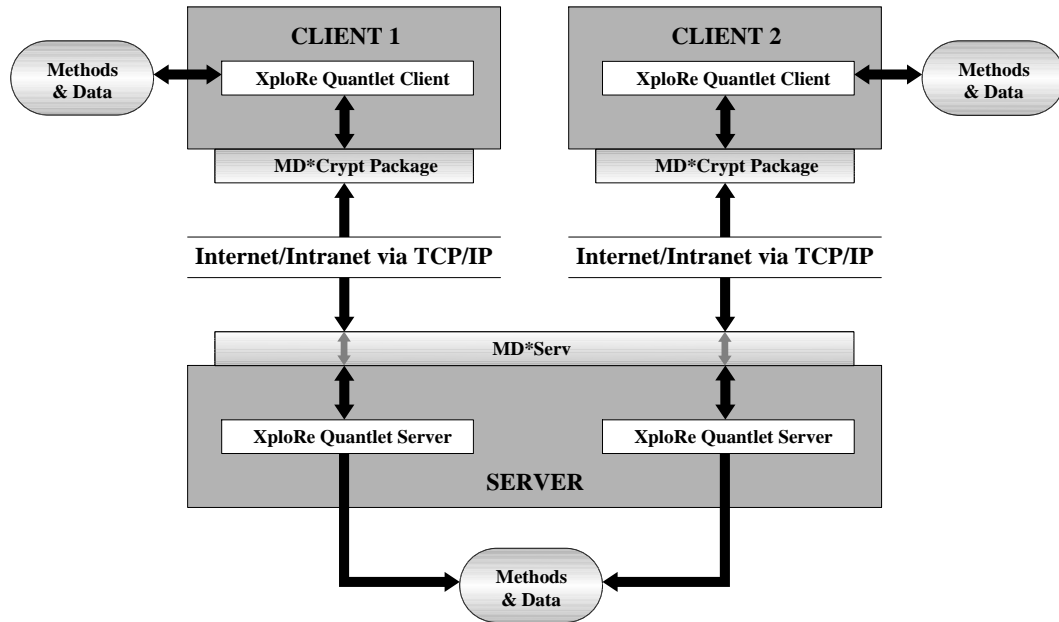 CLIENT 1
CLIENT 2
Methods
& Data
XploRe Quantlet Client
XploRe Quantlet Client
Methods
& Data
MD*Crypt Package
MD*Crypt Package
Internet/Intranet via TCP/IP
Internet/Intranet via TCP/IP
MD*Serv
XploRe Quantlet Server
XploRe Quantlet Server
SERVER
Methods
& Data